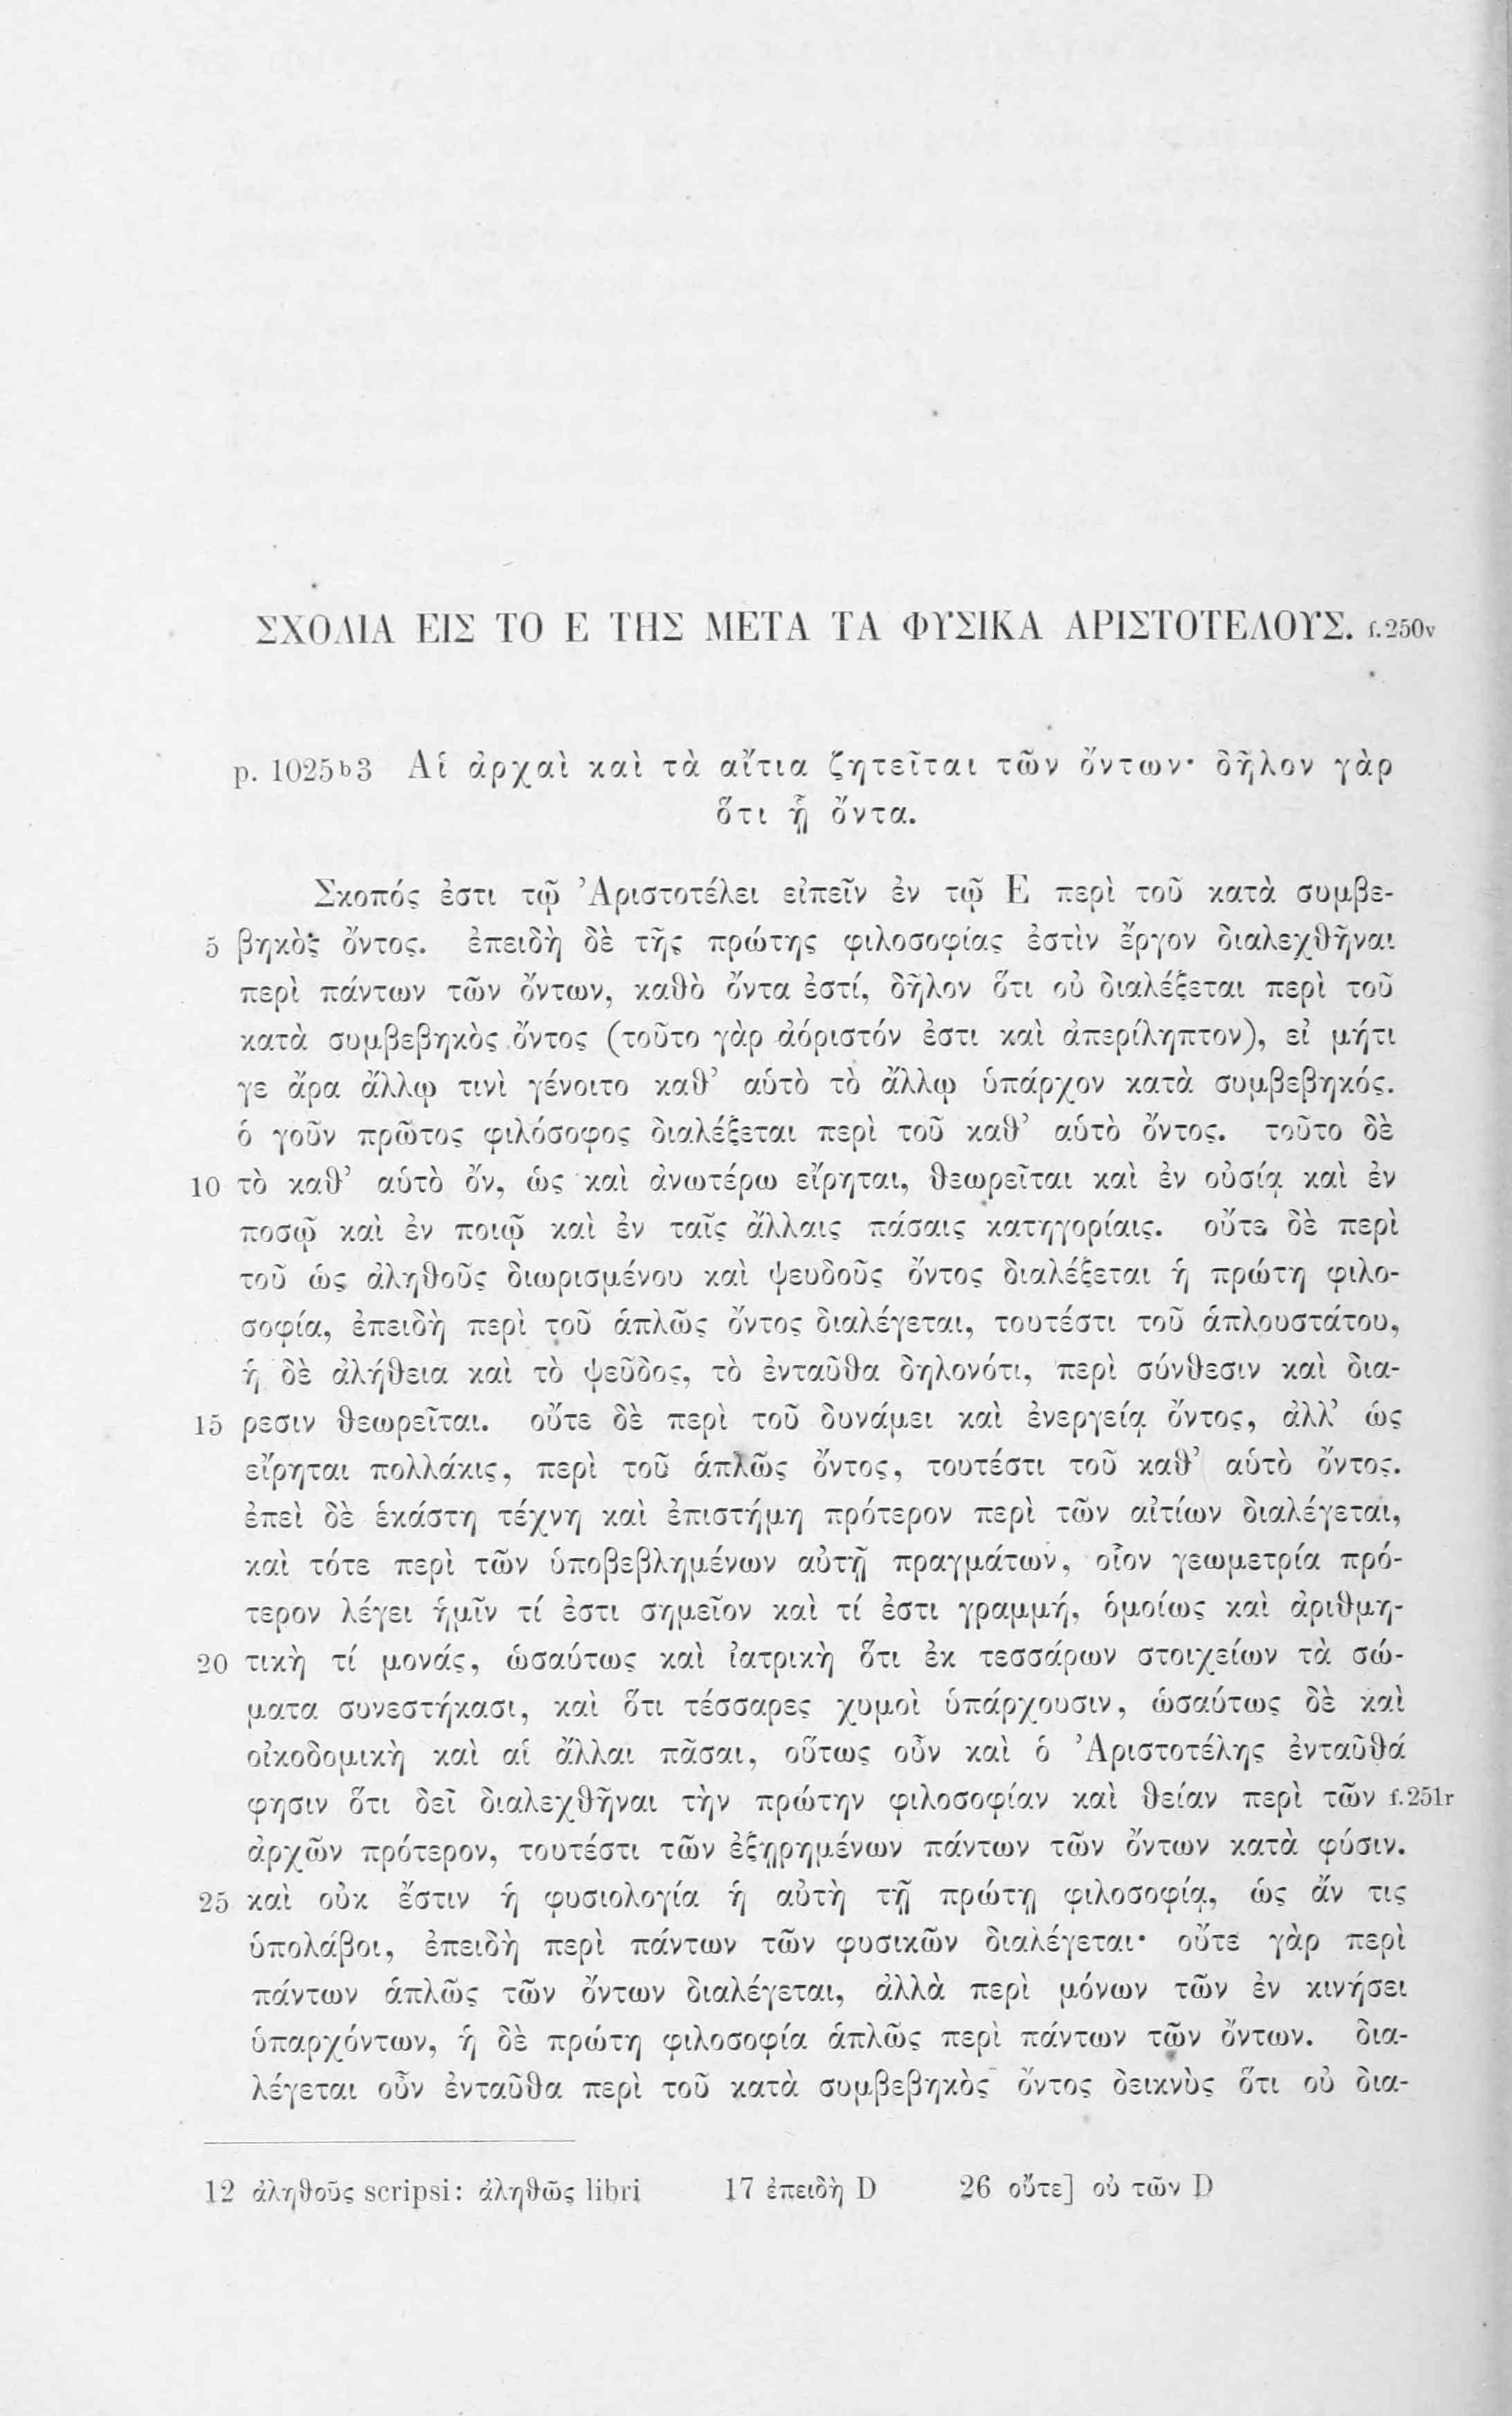 ΣΧΟΛΙΑ ΕΙΣ ΤΟ Ε ΤΗΣ ΜΕΤΑ ΤΑ ΦΥΣΙΚΑ ΑΡΙΣΤΟΤΕΛΟΥΣ. f.250v
p. 1025b3 Αἱ ἀρχαὶ καὶ τὰ αἴτια ζητεῖται τῶν ὄντων· δῆλον γὰρ
ὅτι ᾗ ὄντα.
Σκοπός ἐστι τῷ Ἀριστοτέλει εἰπεῖν ἐν τῷ Ε περὶ τοῦ κατὰ συμβε-
5 βηκὸς ὄντος. ἐπειδὴ δὲ τῆς πρώτης φιλοσοφίας ἐστὶν ἔργον διαλεχθῆναι
περὶ πάντων τῶν ὄντων, καθὸ ὄντα ἐστί, δῆλον ὅτι οὐ διαλέξεται περὶ τοῦ
κατὰ συμβεβηκὸς ὄντος (τοῦτο γὰρ ἀόριστόν ἐστι καὶ ἀπερίληπτον), εἰ μήτι
γε ἄρα ἄλλῳ τινὶ γένοιτο καθ’ αὑτὸ τὸ ἄλλῳ ὑπάρχον κατὰ συμβεβηκός.
ὁ γοῦν πρῶτος φιλόσοφος διαλέξεται περὶ τοῦ καθ’ αὑτὸ ὄντος. τοῦτο δὲ
10 τὸ καθ’ αὑτὸ ὄν, ὡς καὶ ἀνωτέρω εἴρηται, θεωρεῖται καὶ ἐν οὐσίᾳ καὶ ἐν
ποσῷ καὶ ἐν ποιῷ καὶ ἐν ταῖς ἄλλαις πάσαις κατηγορίαις. οὔτε δὲ περὶ
τοῦ ὡς ἀληθοῦς διωρισμένου καὶ ψευδοῦς ὄντος διαλέξεται ἡ πρώτη φιλο-
σοφία, ἐπειδὴ περὶ τοῦ ἁπλῶς ὄντος διαλέγεται, τουτέστι τοῦ ἁπλουστάτου,
ἡ δὲ ἀλήθεια καὶ τὸ ψεῦδος, τὸ ἐνταῦθα δηλονότι, περὶ σύνθεσιν καὶ δια-
15 ρεσιν θεωρεῖται. οὔτε δὲ περὶ τοῦ δυνάμει καὶ ἐνεργείᾳ ὄντος, ἀλλ’ ὡς
εἴρηται πολλάκις, περὶ τοῦ ἁπλῶς ὄντος, τουτέστι τοῦ καθ’ αὑτὸ ὄντος.
ἐπεὶ δὲ ἑκάστη τέχνη καὶ ἐπιστήμη πρότερον περὶ τῶν αἰτίων διαλέγεται,
καὶ τότε περὶ τῶν ὑποβεβλημένων αὐτῇ πραγμάτων, οἷον γεωμετρία πρό-
τερον λέγει ἡμῖν τί ἐστι σημεῖον καὶ τί ἐστι γραμμή, ὁμοίως καὶ ἀριθμη-
20 τικὴ τί μονάς, ὡσαύτως καὶ ἰατρικὴ ὅτι ἐκ τεσσάρων στοιχείων τὰ σώ-
ματα συνεστήκασι, καὶ ὅτι τέσσαρες χυμοὶ ὑπάρχουσιν, ὡσαύτως δὲ καὶ
οἰκοδομικὴ καὶ αἱ ἄλλαι πᾶσαι, οὕτως οὖν καὶ ὁ Ἀριστοτέλης ἐνταῦθά
φησιν ὅτι δεῖ διαλεχθῆναι τὴν πρώτην φιλοσοφίαν καὶ θείαν περὶ τῶν f.251r
ἀρχῶν πρότερον, τουτέστι τῶν ἐξῃρημένων πάντων τῶν ὄντων κατὰ φύσιν.
25 καὶ οὐκ ἔστιν ἡ φυσιολογία ἡ αὐτὴ τῇ πρώτῃ φιλοσοφίᾳ, ὡς ἄν τις
ὑπολάβοι, ἐπειδὴ περὶ πάντων τῶν φυσικῶν διαλέγεται· οὔτε γὰρ περὶ
πάντων ἁπλῶς τῶν ὄντων διαλέγεται, ἀλλὰ περὶ μόνων τῶν ἐν κινήσει
ὑπαρχόντων, ἡ δὲ πρώτη φιλοσοφία ἁπλῶς περὶ πάντων τῶν ὄντων. δια-
λέγεται οὖν ἐνταῦθα περὶ τοῦ κατὰ συμβεβηκὸς ὄντος δεικνὺς ὅτι οὐ δια-
12 ἀληθοῦς scripsi: ἀληθῶς libri 17 ἐπειδὴ D 26 οὔτε] οὐ τῶν D